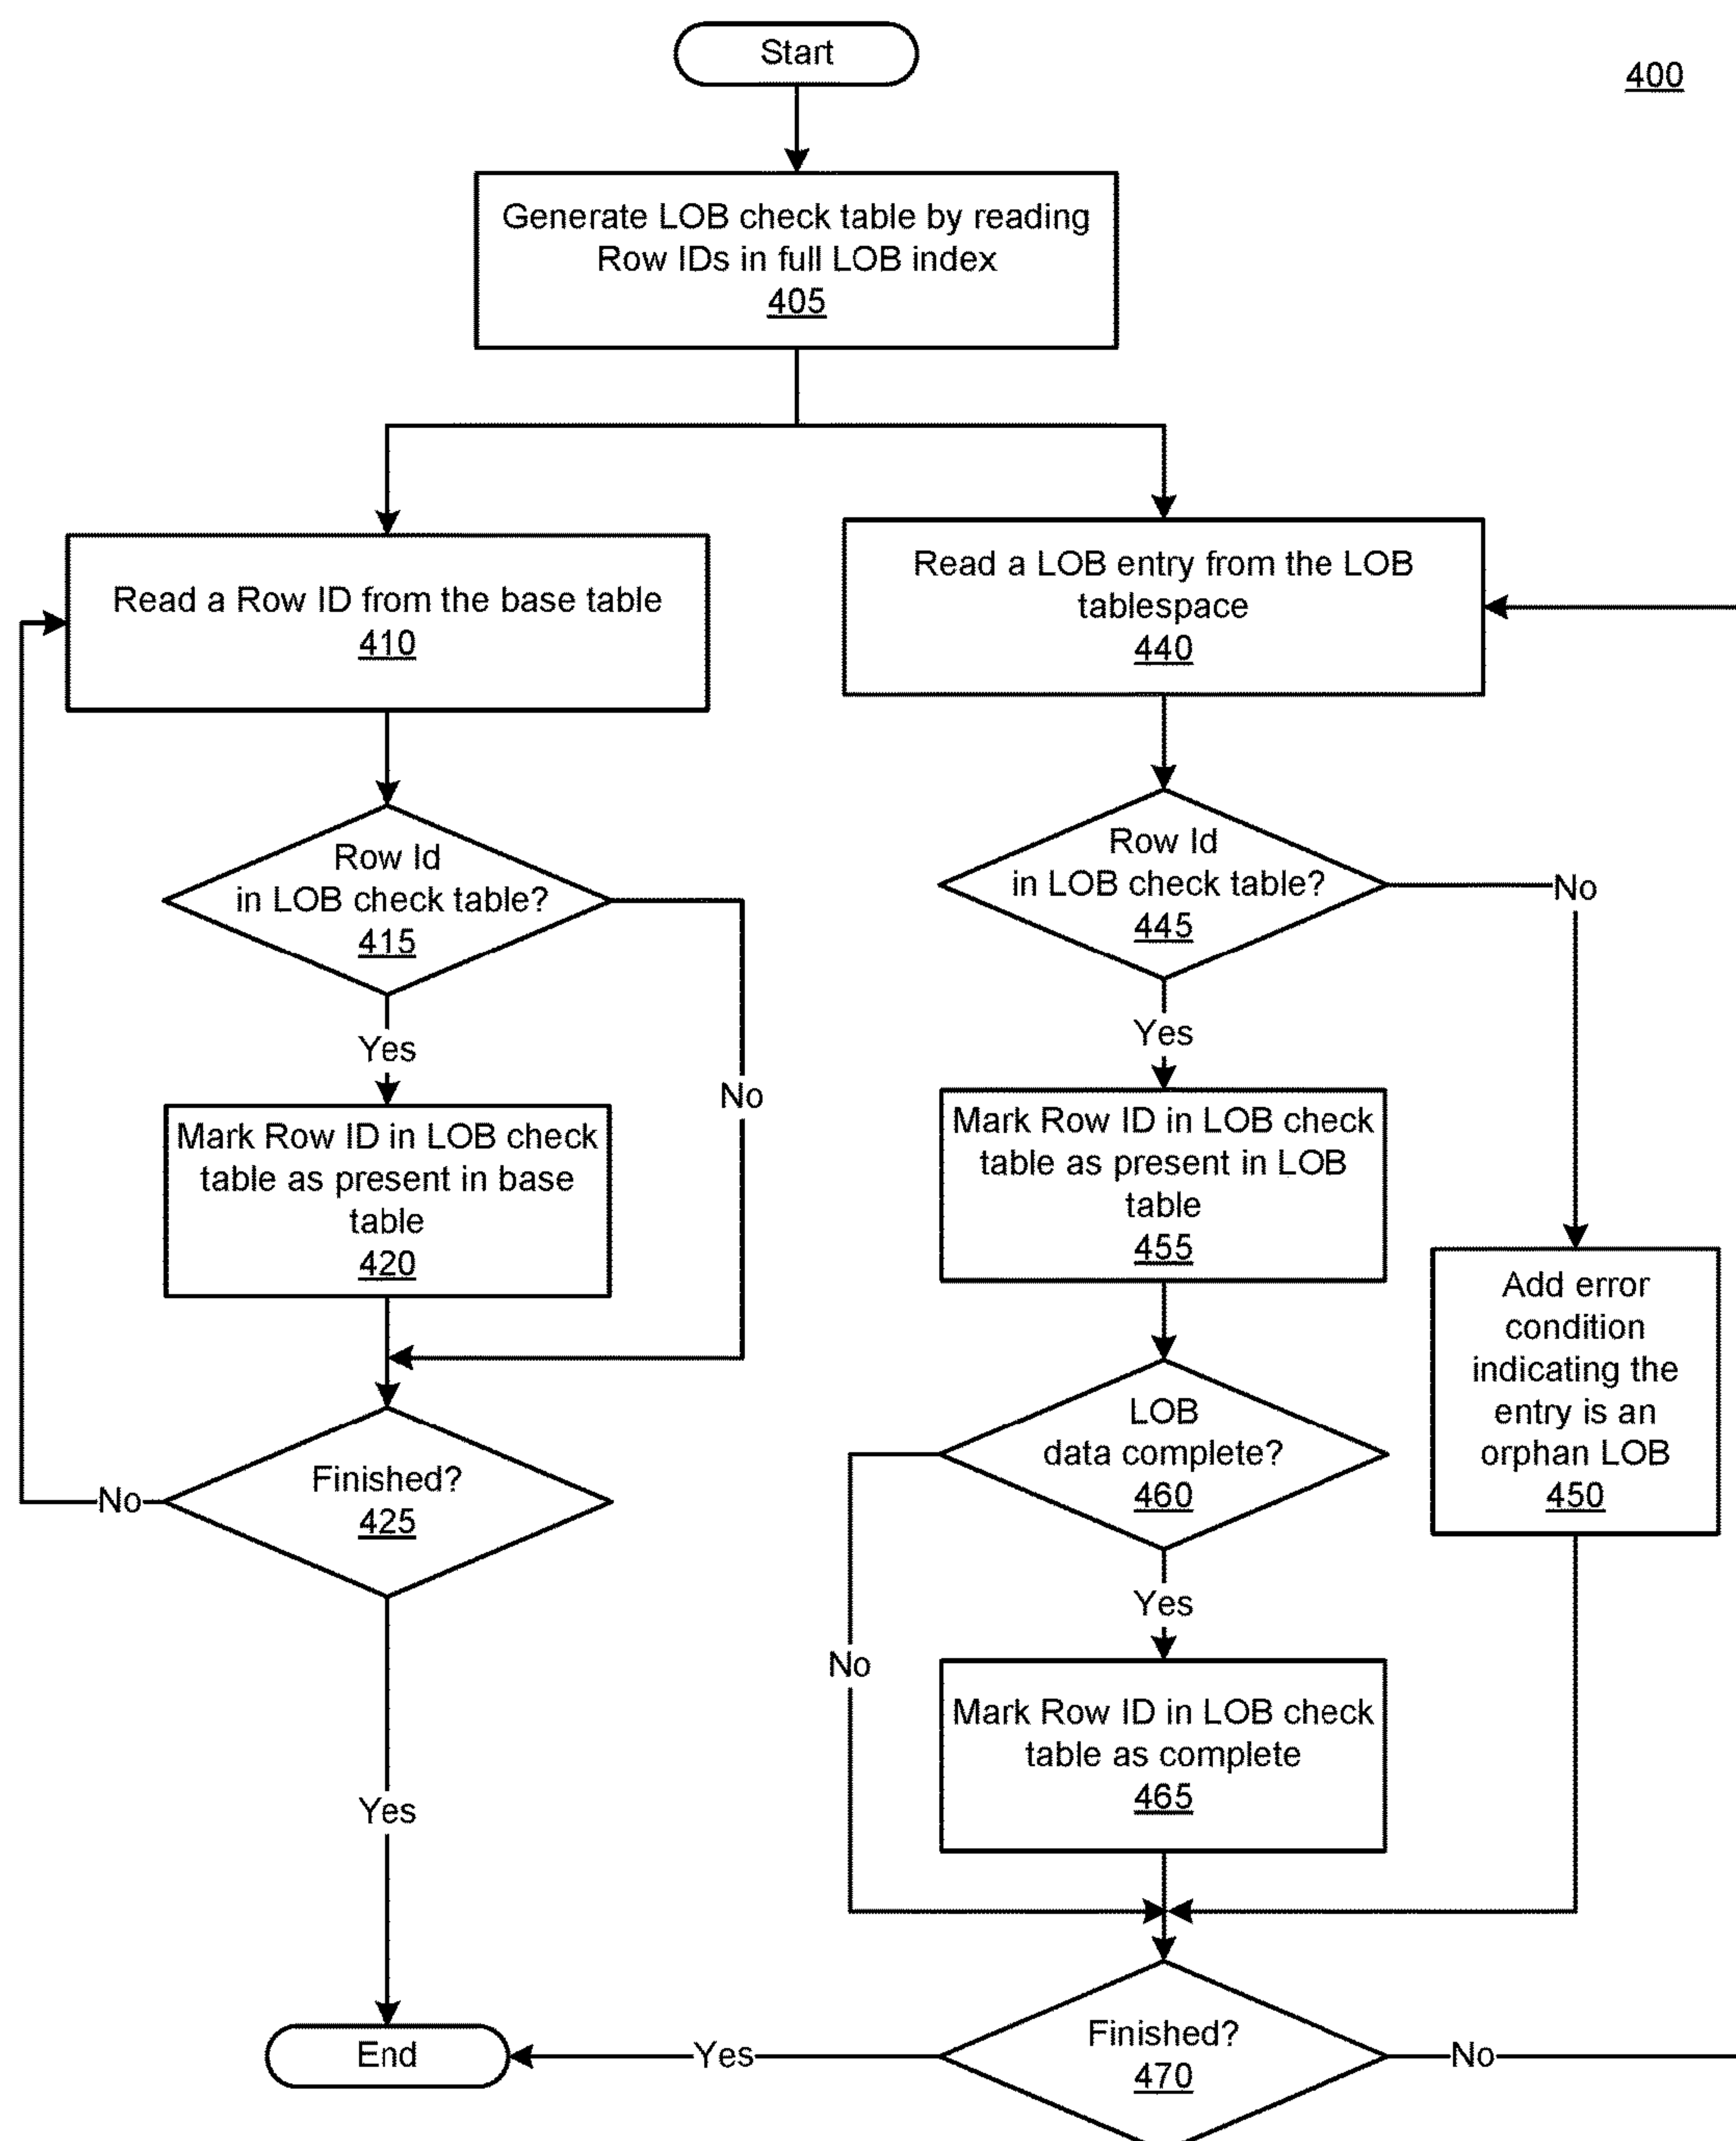 Start
400
Generate LOB check table by reading
Row IDs in full LOB index
405
Read a Row ID from the base table
410
Row Id
in LOB check table?
415
Yes
No
Mark Row ID in LOB check
table as present in base
table
420
Finished?
425
No
Yes
End
Read a LOB entry from the LOB
tablespace
440
Row Id
in LOB check table?
445
No
Yes
Mark Row ID in LOB check
table as present in LOB
table
455
Add error
condition
indicating the
entry is an
orphan LOB
450
LOB
data complete?
460
Yes
No
Mark Row ID in LOB check
table as complete
465
Finished?
470
Yes
No